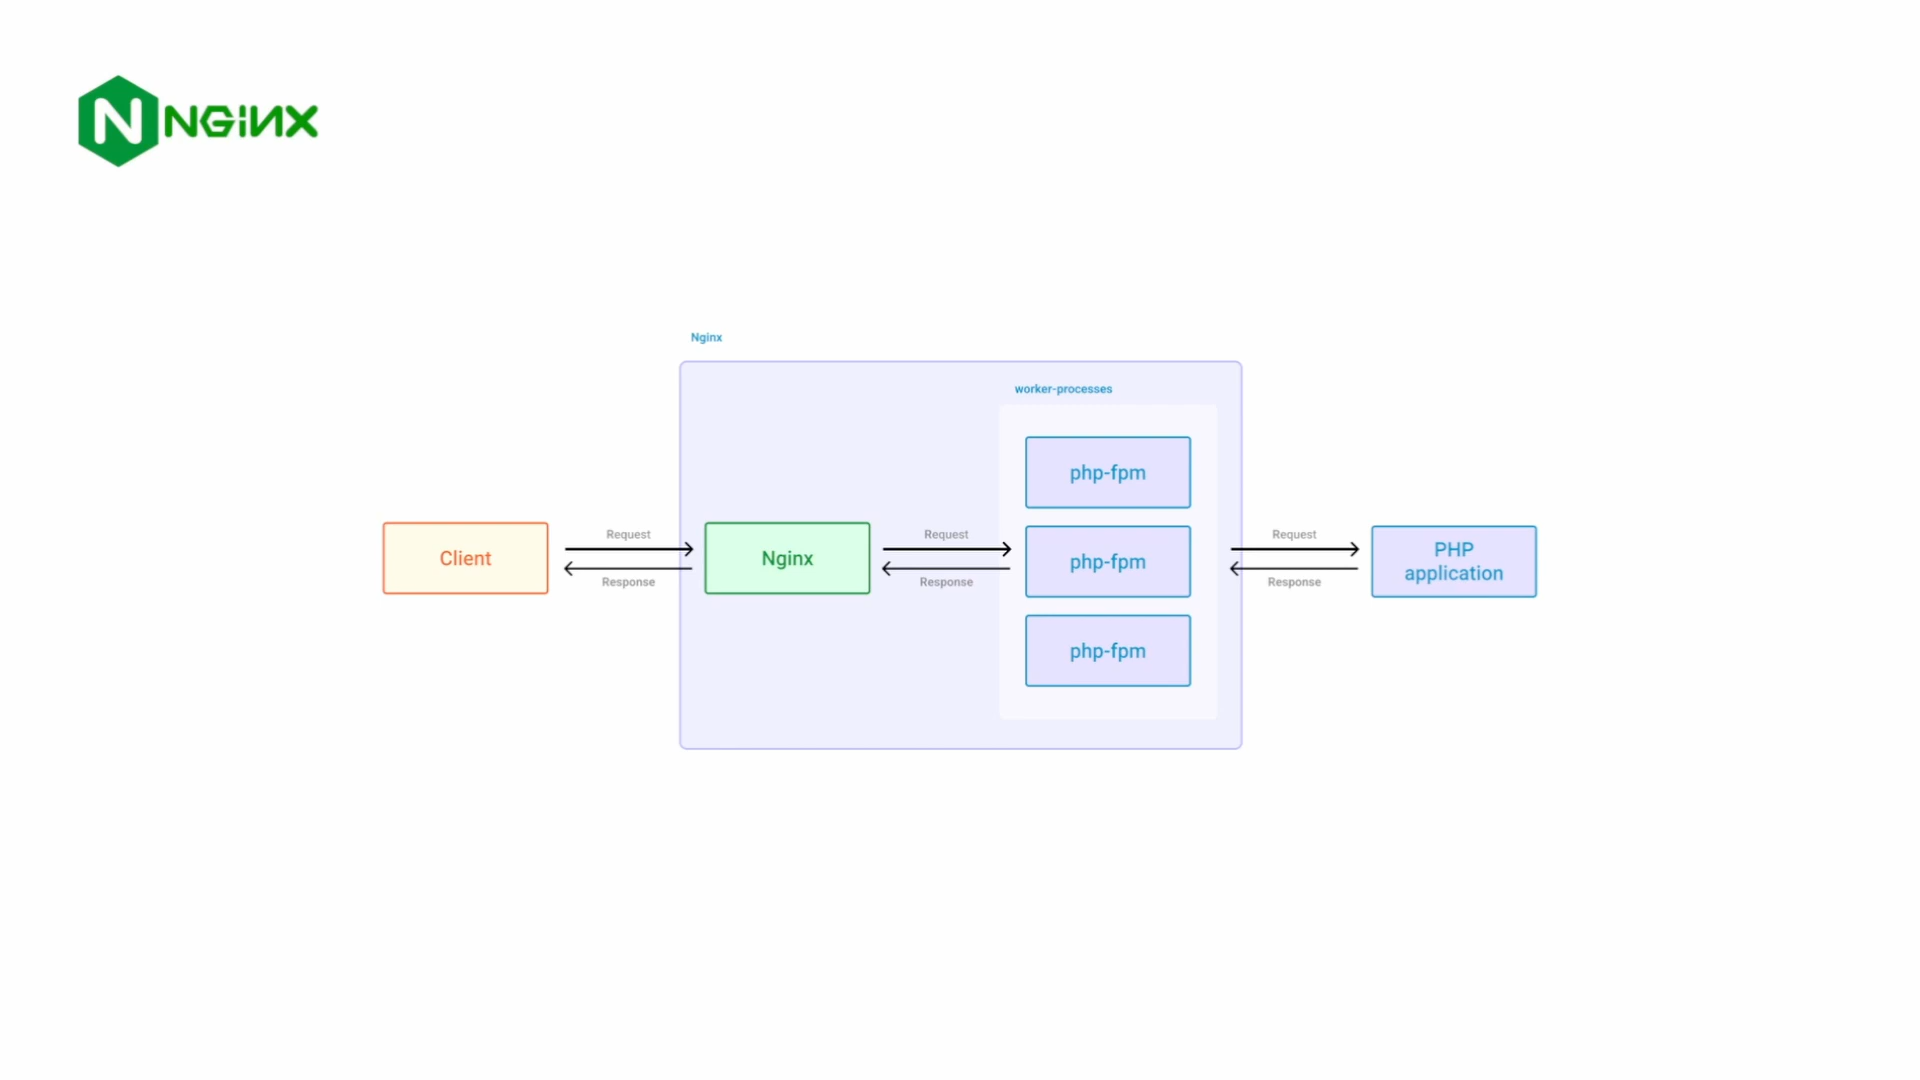 NGINX
Nginx
worker-processes
php-fpm
Client
Request
Response
Nginx
Request
Response
php-fpm
Request
Response
PHP
application
php-fpm